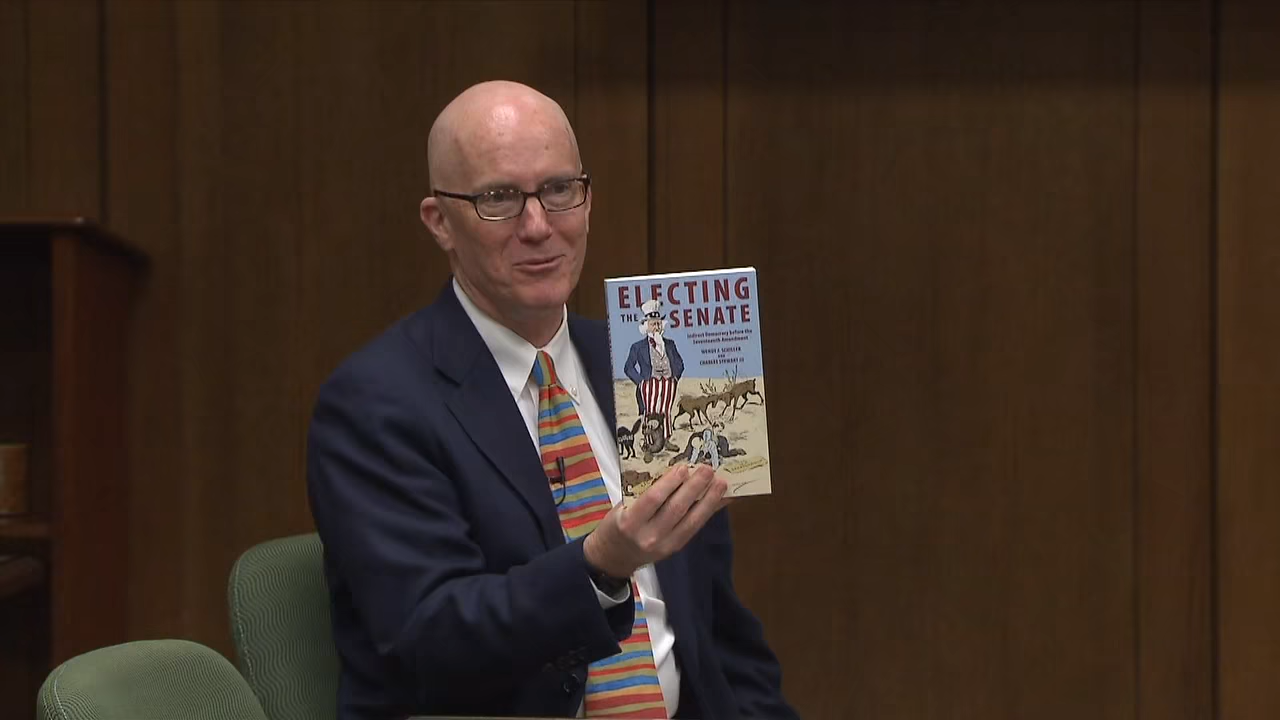 ELECTING
THE SENATE
Indirect Democracy before the
Seventeenth Amendment
WENDY J. SCHILLER
AND
CHARLES STEWART III